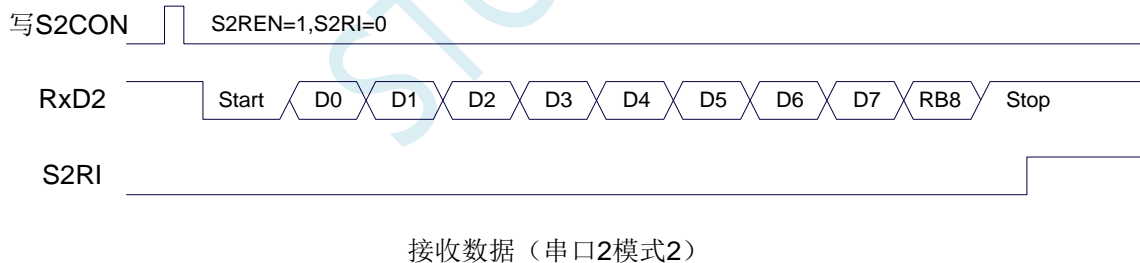 写S2CON S2REN=1,S2RI=0
RxD2 Start D0 D1 D2 D3 D4 D5 D6 D7 RB8 Stop
S2RI
接收数据（串口2模式2）